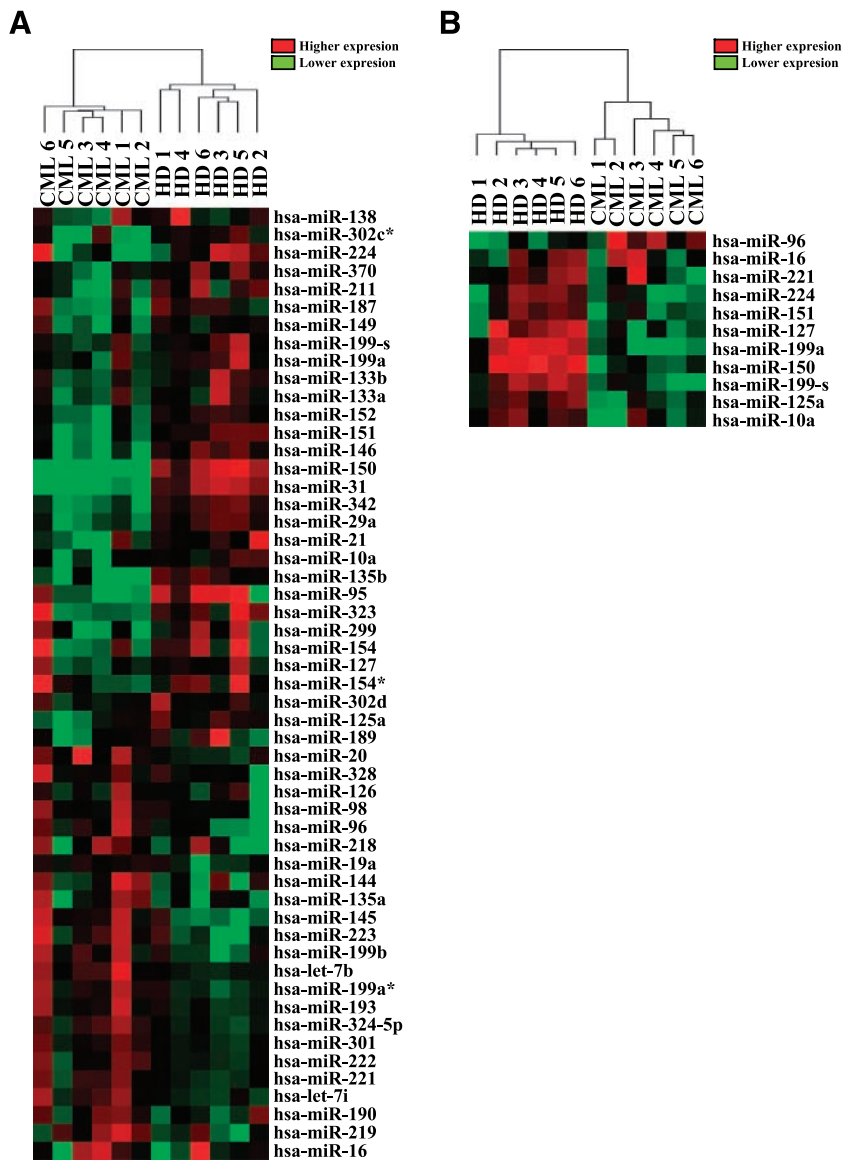 A
Higher expresion
Lower expresion
CML 6
CML 5
CML 3
CML 4
CML 1
CML 2
HD 1
HD 4
HD 6
HD 3
HD 5
HD 2
hsa-miR-138
hsa-miR-302c*
hsa-miR-224
hsa-miR-370
hsa-miR-211
hsa-miR-187
hsa-miR-149
hsa-miR-199-s
hsa-miR-199a
hsa-miR-133b
hsa-miR-133a
hsa-miR-152
hsa-miR-151
hsa-miR-146
hsa-miR-150
hsa-miR-31
hsa-miR-342
hsa-miR-29a
hsa-miR-21
hsa-miR-10a
hsa-miR-135b
hsa-miR-95
hsa-miR-323
hsa-miR-299
hsa-miR-154
hsa-miR-127
hsa-miR-154*
hsa-miR-302d
hsa-miR-125a
hsa-miR-189
hsa-miR-20
hsa-miR-328
hsa-miR-126
hsa-miR-98
hsa-miR-96
hsa-miR-218
hsa-miR-19a
hsa-miR-144
hsa-miR-135a
hsa-miR-145
hsa-miR-223
hsa-miR-199b
hsa-let-7b
hsa-miR-199a*
hsa-miR-193
hsa-miR-324-5p
hsa-miR-301
hsa-miR-222
hsa-miR-221
hsa-let-7i
hsa-miR-190
hsa-miR-219
hsa-miR-16
B
Higher expresion
Lower expresion
HD 1
HD 2
HD 3
HD 4
HD 5
HD 6
CML 1
CML 2
CML 3
CML 4
CML 5
CML 6
hsa-miR-96
hsa-miR-16
hsa-miR-221
hsa-miR-224
hsa-miR-151
hsa-miR-127
hsa-miR-199a
hsa-miR-150
hsa-miR-199-s
hsa-miR-125a
hsa-miR-10a